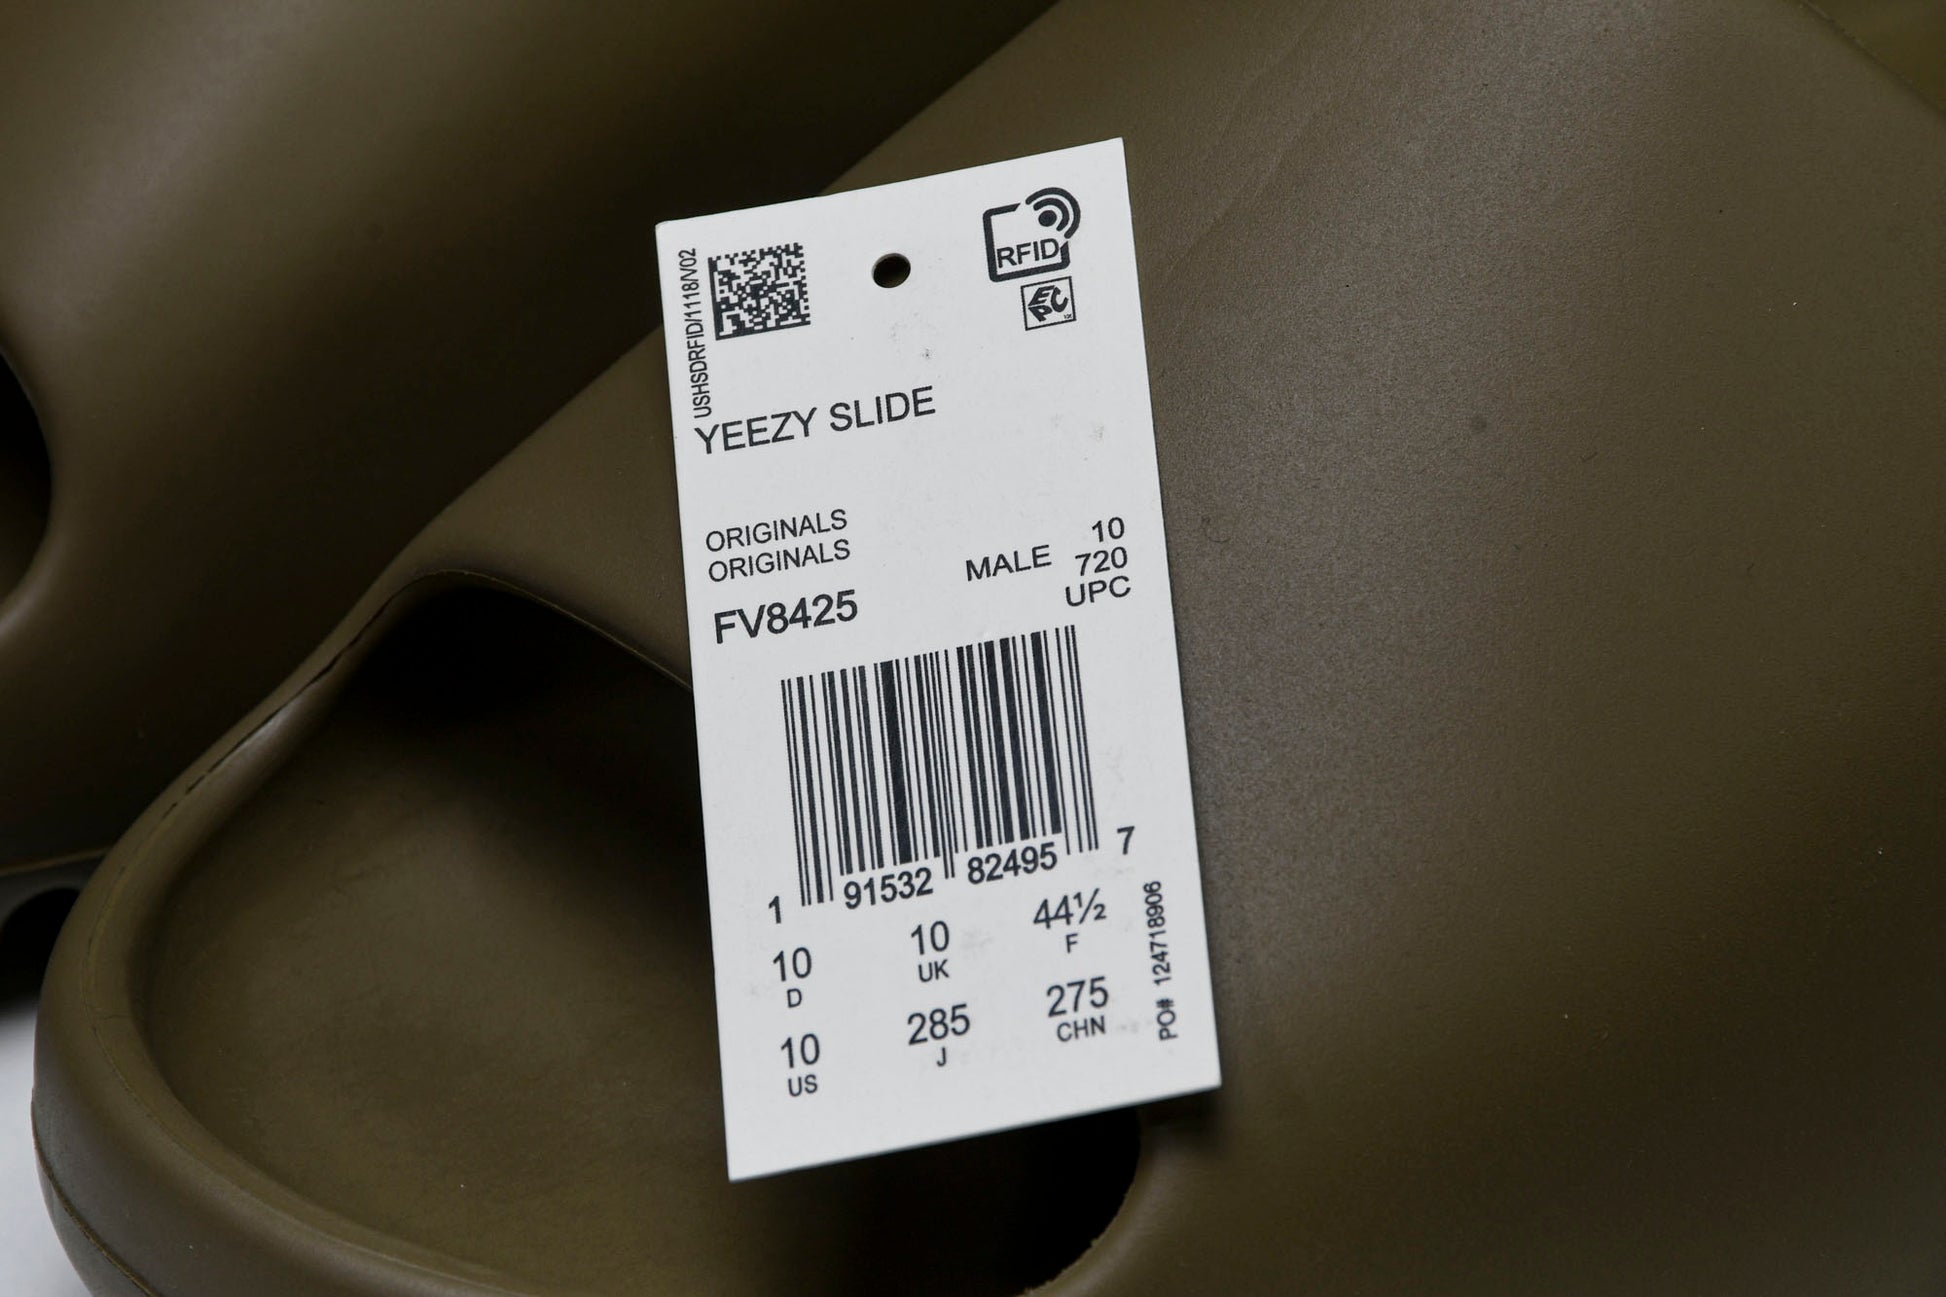 USHSDRFID/1118/V02
RFID
EPC
YEEZY SLIDE
ORIGINALS
ORIGINALS
10
MALE 720
UPC
FV8425
1 91532 82495 7
10 10 44½
D UK F
10 285 275
US J CHN
PO# 124718906